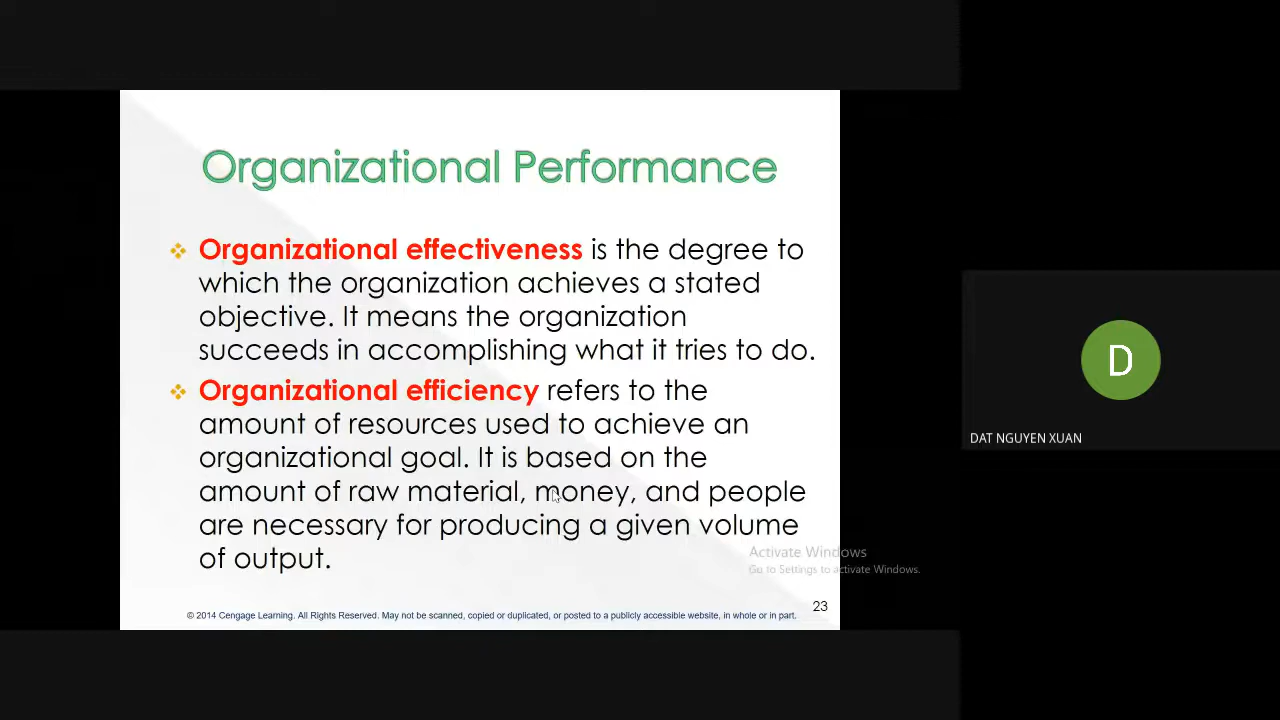 Organizational Performance
Organizational effectiveness is the degree to
which the organization achieves a stated
objective. It means the organization
succeeds in accomplishing what it tries to do.
Organizational efficiency refers to the
amount of resources used to achieve an
organizational goal. It is based on the
amount of raw material, money, and people
are necessary for producing a given volume
of output.
Activate Windows
Go to Settings to activate Windows.
23
© 2014 Cengage Learning. All Rights Reserved. May not be scanned, copied or duplicated, or posted to a publicly accessible website, in whole or in part.
D
DAT NGUYEN XUAN